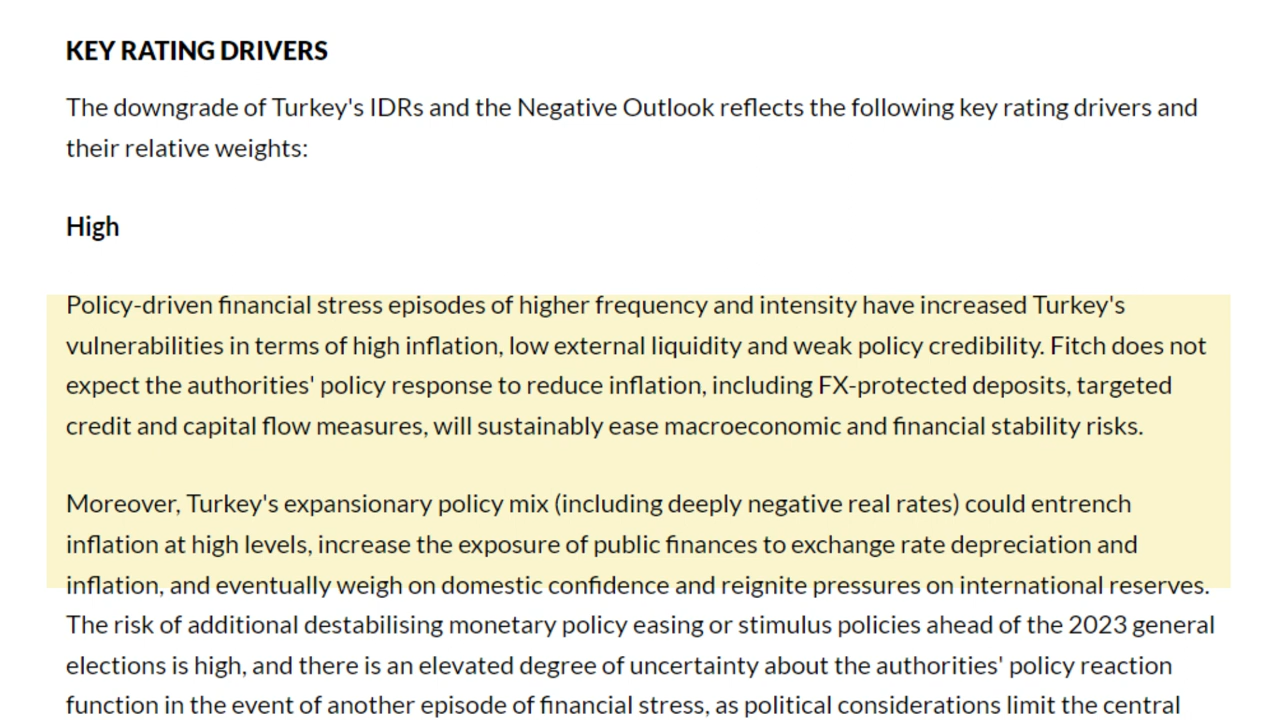 KEY RATING DRIVERS
The downgrade of Turkey's IDRs and the Negative Outlook reflects the following key rating drivers and
their relative weights:
High
Policy-driven financial stress episodes of higher frequency and intensity have increased Turkey's
vulnerabilities in terms of high inflation, low external liquidity and weak policy credibility. Fitch does not
expect the authorities' policy response to reduce inflation, including FX-protected deposits, targeted
credit and capital flow measures, will sustainably ease macroeconomic and financial stability risks.
Moreover, Turkey's expansionary policy mix (including deeply negative real rates) could entrench
inflation at high levels, increase the exposure of public finances to exchange rate depreciation and
inflation, and eventually weigh on domestic confidence and reignite pressures on international reserves.
The risk of additional destabilising monetary policy easing or stimulus policies ahead of the 2023 general
elections is high, and there is an elevated degree of uncertainty about the authorities' policy reaction
function in the event of another episode of financial stress, as political considerations limit the central